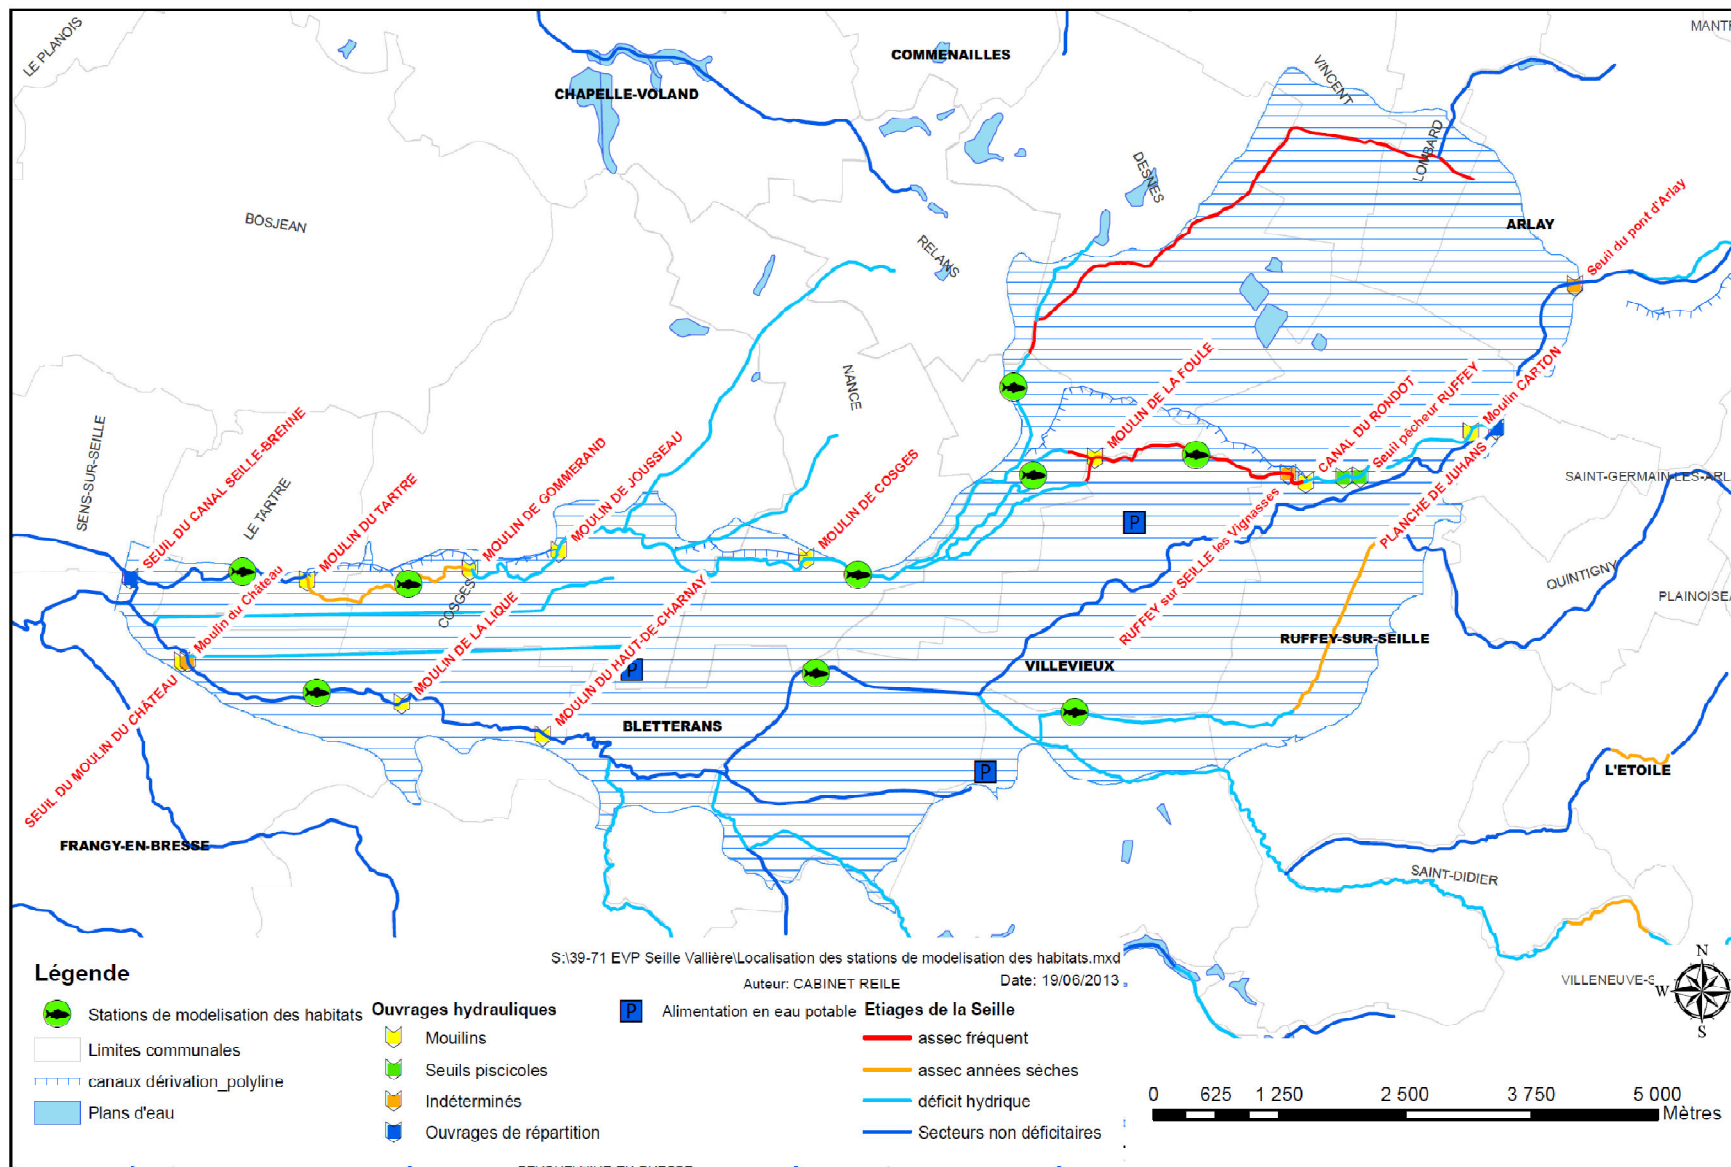 LE PLANOIS
MANTR
COMMENAILLES
VINCENT
CHAPELLE-VOLAND
LOMBARD
DESNES
BOSJEAN
ARLAY
Seuil du pont d'Arlay
RELANS
NANCE
MOULIN DE LA FOULE
CANAL DU RONDOT
Seuil pêcheur RUFFEY
Moulin CARTON
SENS-SUR-SEILLE
SEUIL DU CANAL SEILLE-BRENNE
LE TARTRE
MOULIN DU TARTRE
MOULIN DE GOMMERAND
MOULIN DE JOUSSEAU
MOULIN DE COSGES
SAINT-GERMAIN-LES-ARL
PLANCHE DE JUHANS
P
COSGES
Moulin du Château
MOULIN DE LA LIQUE
MOULIN DU HAUT-DE-CHARNAY
RUFFEY sur SEILLE les Vignasses
QUINTIGNY
PLAINOISEA
RUFFEY-SUR-SEILLE
VILLEVIEUX
P
SEUIL DU MOULIN DU CHÂTEAU
BLETTERANS
P
L'ETOILE
FRANGY-EN-BRESSE
SAINT-DIDIER
VILLENEUVE-S
N
W
S
S:\39-71 EVP Seille Vallière\Localisation des stations de modelisation des habitats.mxd
Auteur: CABINET REILE
Date: 19/06/2013
Légende
Stations de modelisation des habitats
Limites communales
canaux dérivation_polyline
Plans d'eau
Ouvrages hydrauliques
Mouilins
Seuils piscicoles
Indéterminés
Ouvrages de répartition
P Alimentation en eau potable
Etiages de la Seille
assec fréquent
assec années sèches
déficit hydrique
Secteurs non déficitaires
0 625 1 250 2 500 3 750 5 000
Mètres